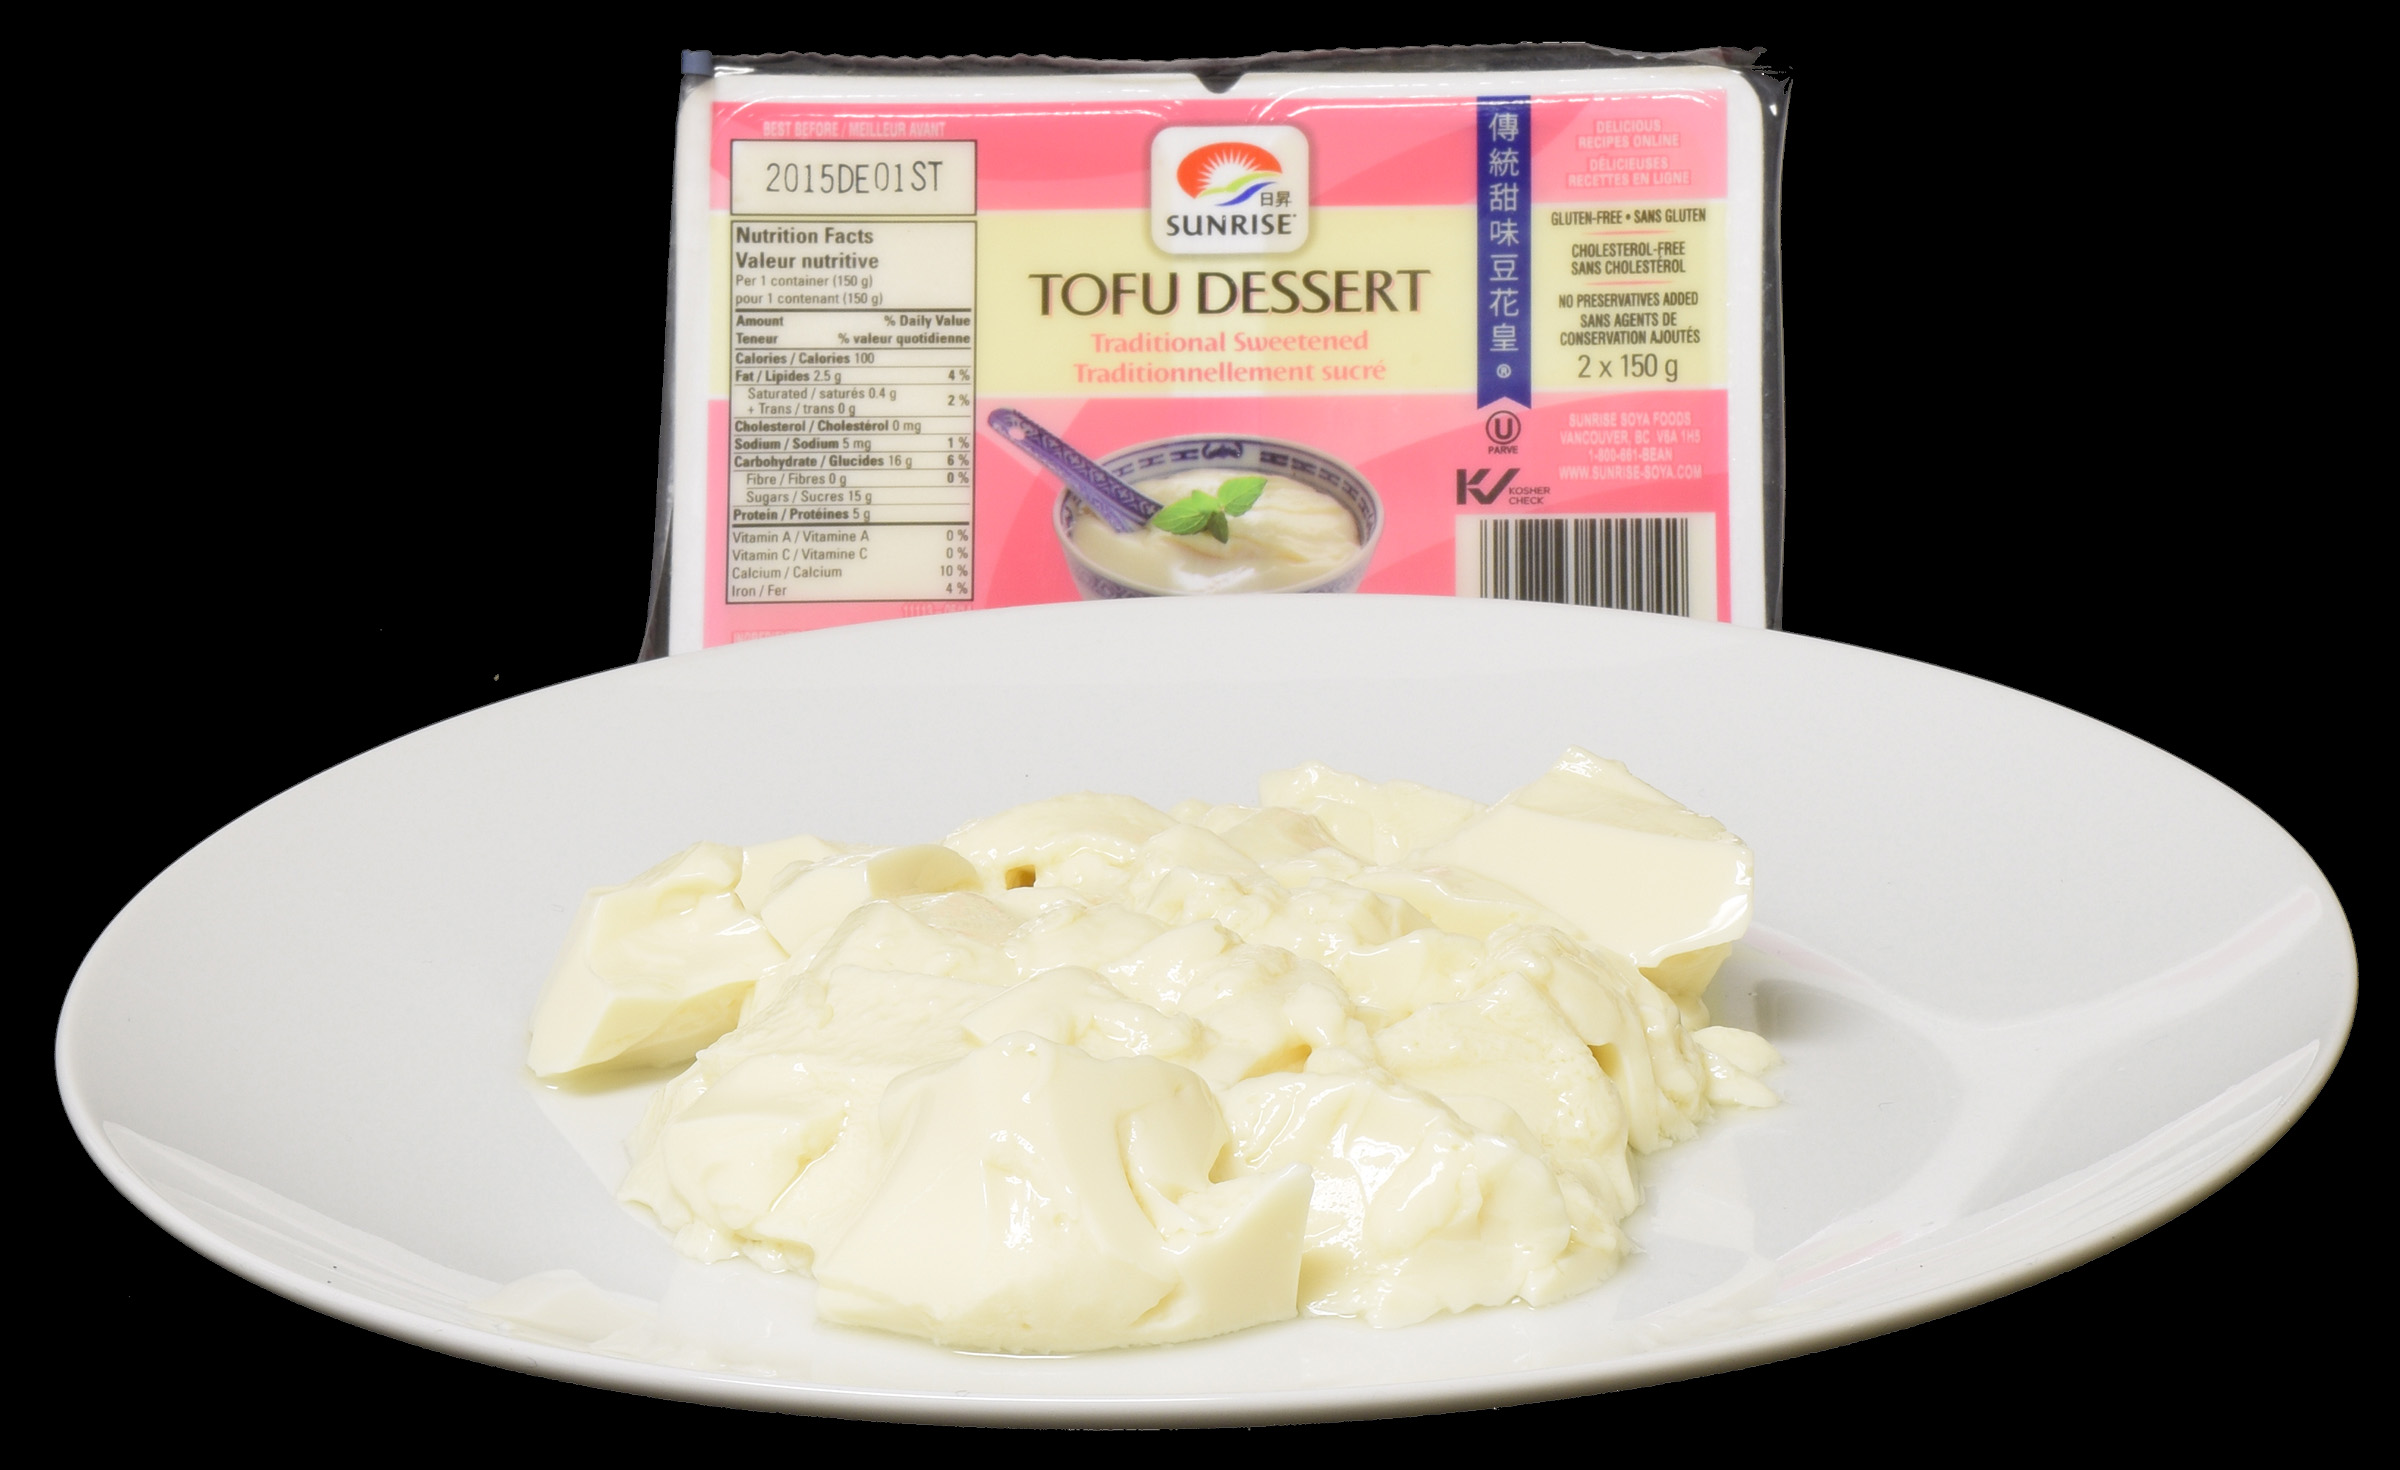 BEST BEFORE / MEILLEUR AVANT
2015DE01ST
Nutrition Facts
Valeur nutritive
Per 1 container (150 g)
pour 1 contenant (150 g)
Amount % Daily Value
Teneur % valeur quotidienne
Calories / Calories 100
Fat / Lipides 2.5 g 4 %
Saturated / saturés 0.4 g
+ Trans / trans 0 g 2 %
Cholesterol / Cholestérol 0 mg
Sodium / Sodium 5 mg 1 %
Carbohydrate / Glucides 16 g 6 %
Fibre / Fibres 0 g 0 %
Sugars / Sucres 15 g
Protein / Protéines 5 g
Vitamin A / Vitamine A 0 %
Vitamin C / Vitamine C 0 %
Calcium / Calcium 10 %
Iron / Fer 4 %
日昇
SUNRISE
TOFU DESSERT
Traditional Sweetened
Traditionnellement sucré
傳統甜味豆花皇®
U
PARVE
KOSHER
CHECK
DELICIOUS
RECIPES ONLINE
DÉLICIEUSES
RECETTES EN LIGNE
GLUTEN-FREE • SANS GLUTEN
CHOLESTEROL-FREE
SANS CHOLESTÉROL
NO PRESERVATIVES ADDED
SANS AGENTS DE
CONSERVATION AJOUTÉS
2 x 150 g
SUNRISE SOYA FOODS
VANCOUVER, BC V6A 1H5
1-800-661-BEAN
WWW.SUNRISE-SOYA.COM